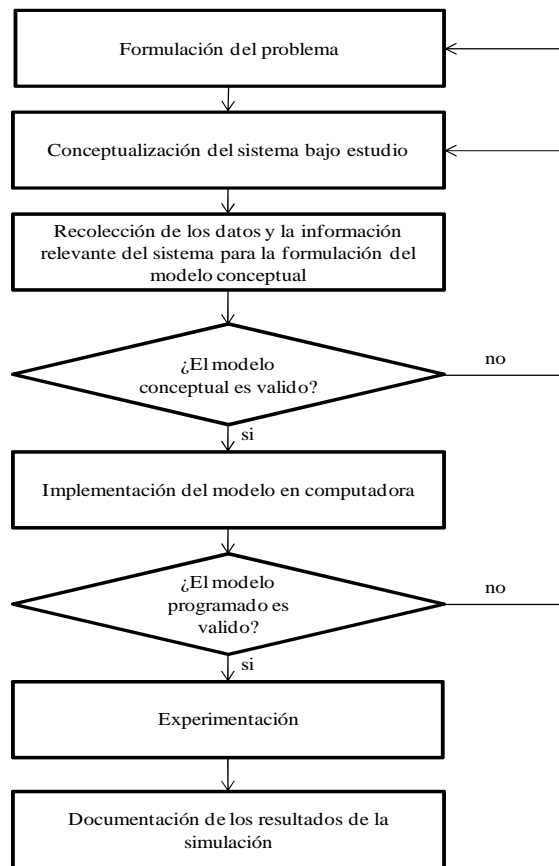 Formulación del problema
Conceptualización del sistema bajo estudio
Recolección de los datos y la información
relevante del sistema para la formulación del
modelo conceptual
¿El modelo
conceptual es valido?
no
si
Implementación del modelo en computadora
¿El modelo
programado es
valido?
no
si
Experimentación
Documentación de los resultados de la
simulación